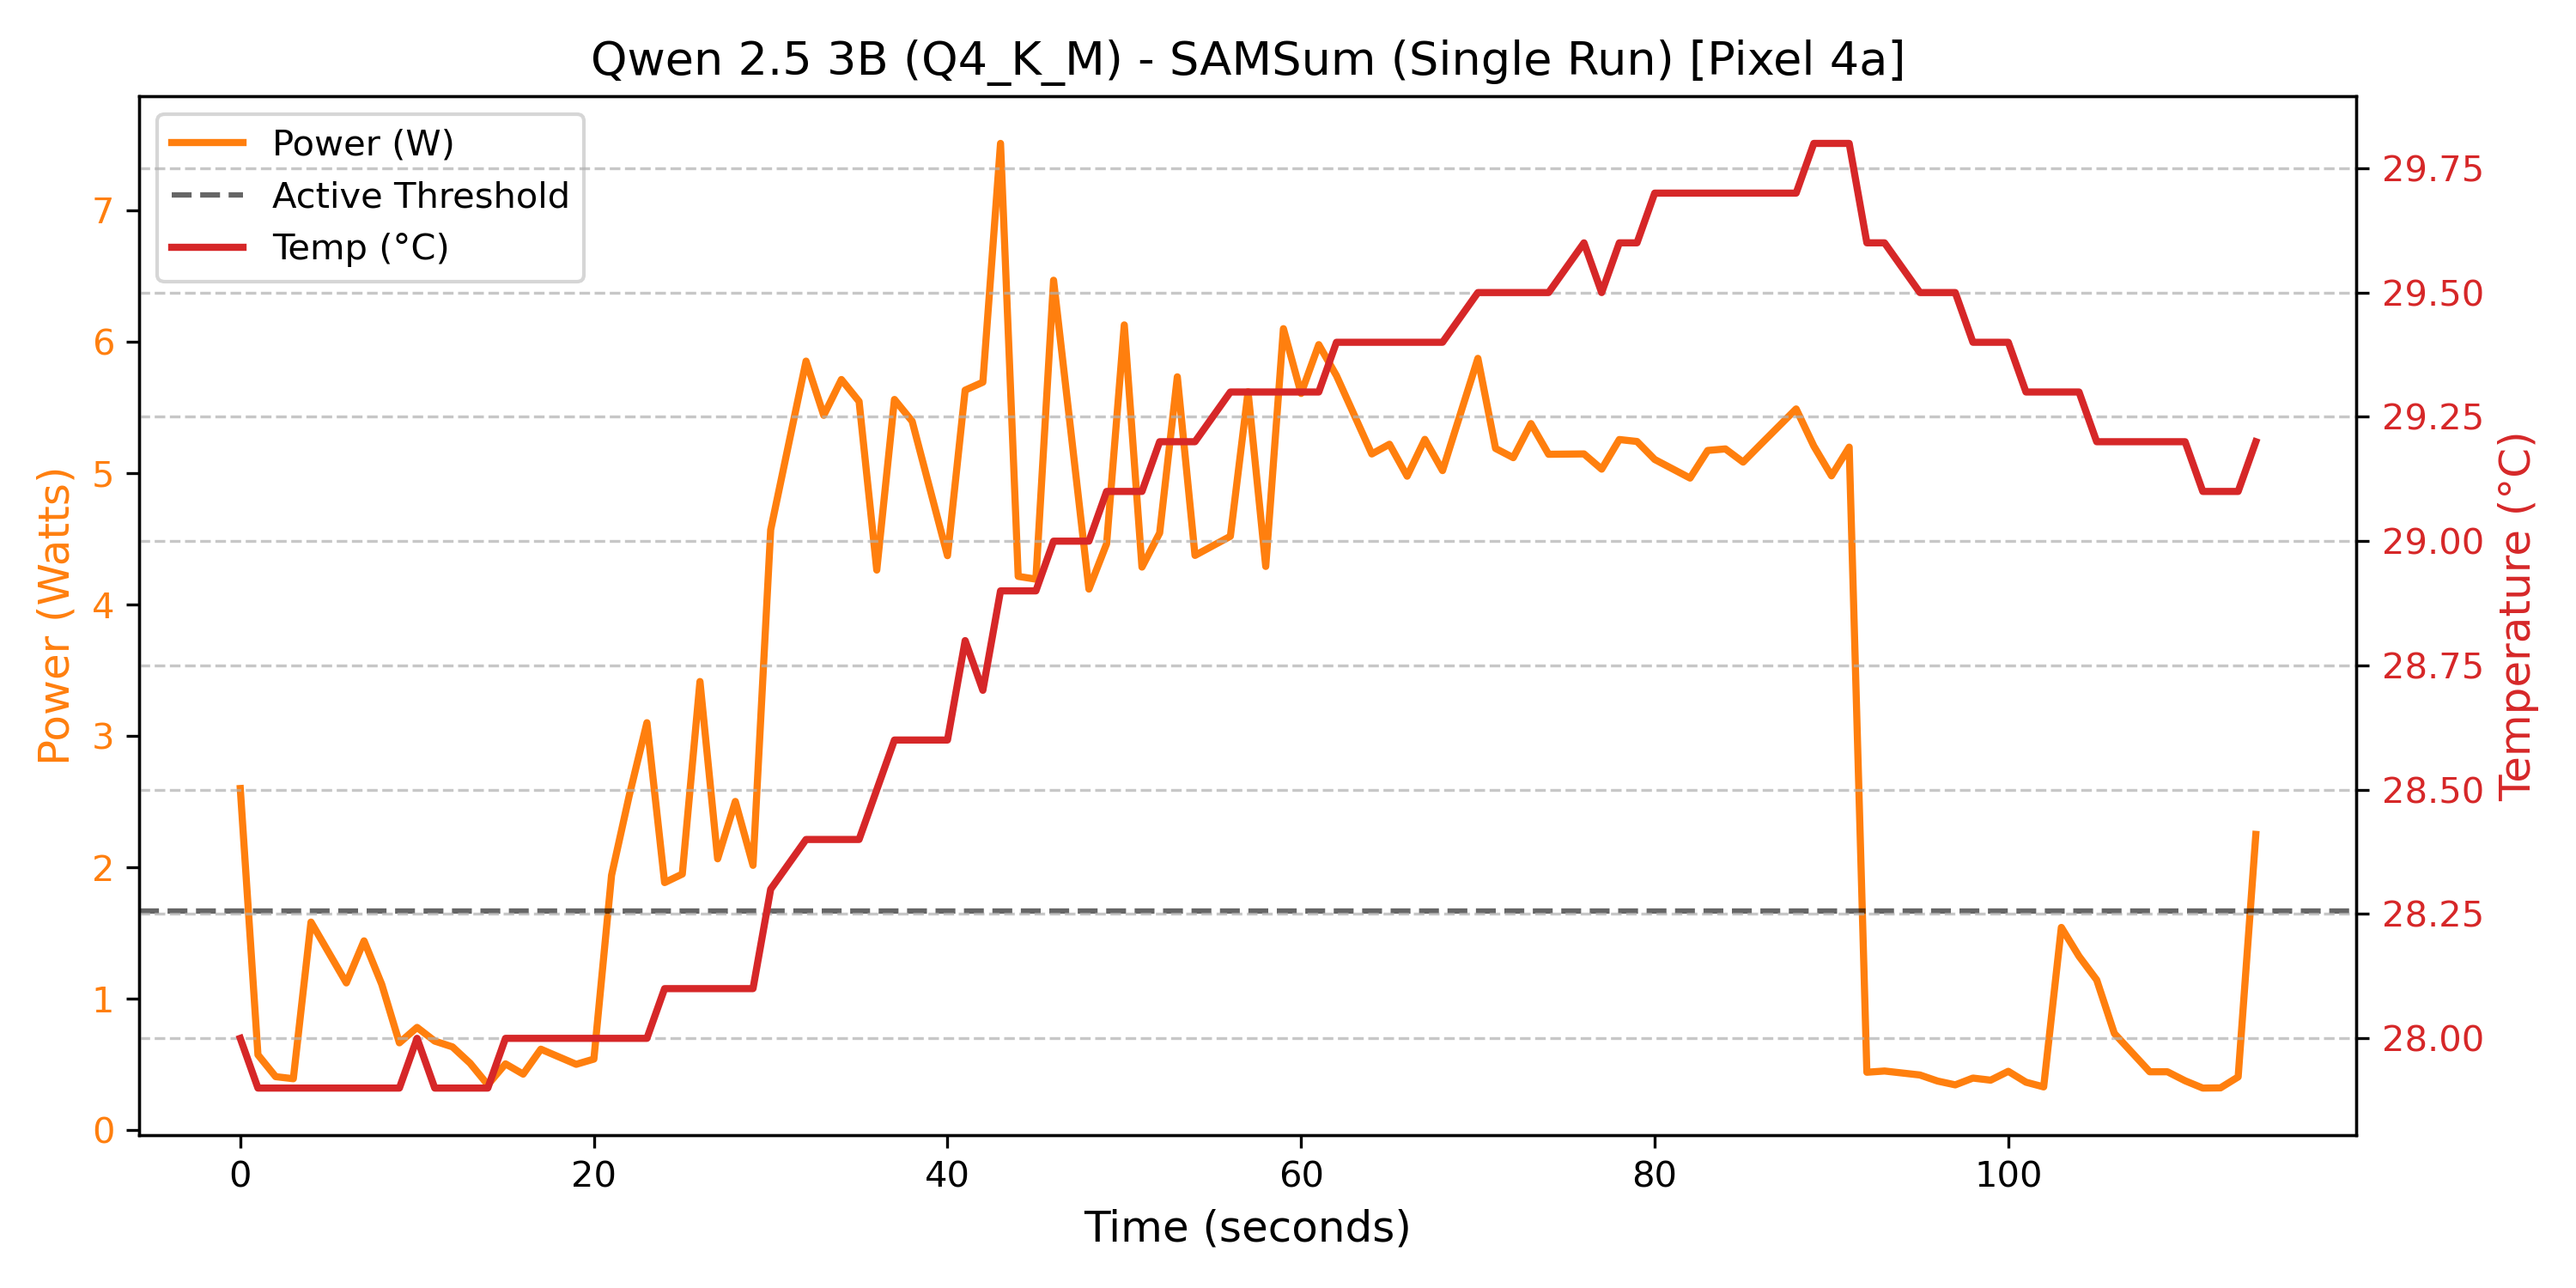 Qwen 2.5 3B (Q4_K_M) - SAMSum (Single Run) [Pixel 4a]
Power (W)
Active Threshold
Temp (°C)
Power (Watts)
7
6
5
4
3
2
1
0
29.75
29.50
29.25
29.00
28.75
28.50
28.25
28.00
Temperature (°C)
0 20 40 60 80 100
Time (seconds)